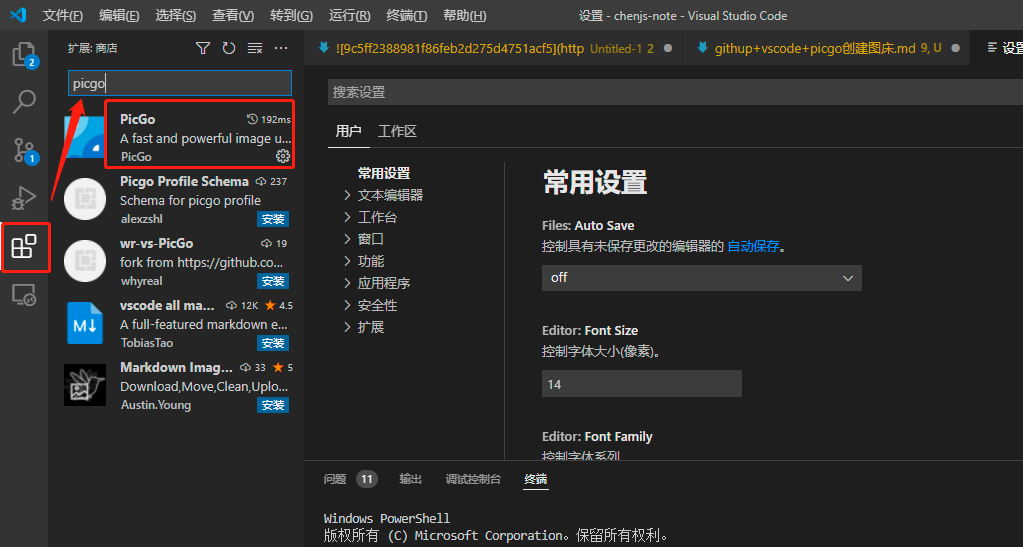 文件(F) 编辑(E) 选择(S) 查看(V) 转到(G) 运行(R) 终端(T) 帮助(H) 设置 - chenjs-note - Visual Studio Code
扩展: 商店
![9c5ff2388981f86feb2d275d4751acf5](http Untitled-1 2
githup+vscode+picgo创建图床.md 9, U
设置
2
1
picgo
PicGo 192ms
A fast and powerful image u...
PicGo
Picgo Profile Schema 237
Schema for picgo profile
alexzshl 安装
wr-vs-PicGo 19
fork from https://github.co...
whyreal 安装
vscode all ma... 12K 4.5
A full-featured markdown e...
TobiasTao 安装
Markdown Imag... 33 5
Download,Move,Clean,Uplo...
Austin.Young 安装
M
搜索设置
用户 工作区
常用设置
文本编辑器
工作台
窗口
功能
应用程序
安全性
扩展
常用设置
Files: Auto Save
控制具有未保存更改的编辑器的 自动保存。
off
Editor: Font Size
控制字体大小(像素)。
14
Editor: Font Family
控制字体系列
问题 11 输出 调试控制台 终端
Windows PowerShell
版权所有 (C) Microsoft Corporation。保留所有权利。